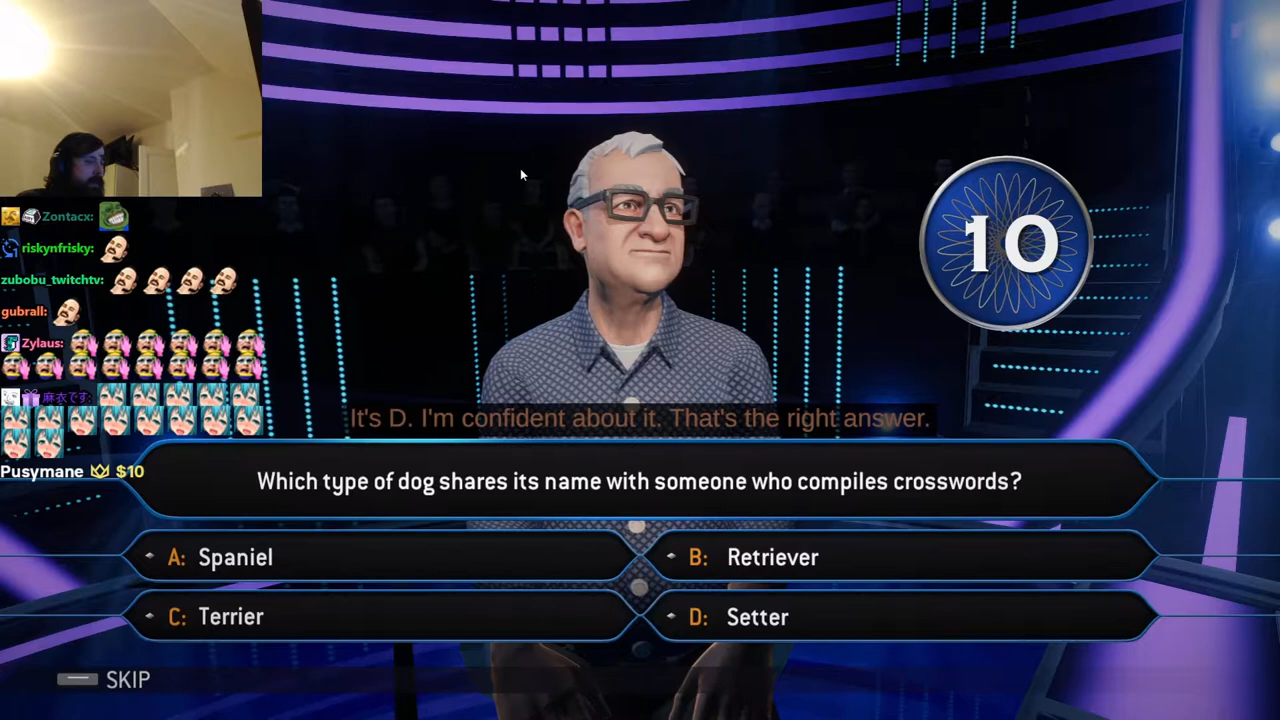 Zontacx:
riskynfrisky:
zubobu_twitchtv:
gubrall:
Zylaus:
麻衣です:
Pusymane $10
10
It's D. I'm confident about it. That's the right answer.
Which type of dog shares its name with someone who compiles crosswords?
A: Spaniel
B: Retriever
C: Terrier
D: Setter
SKIP